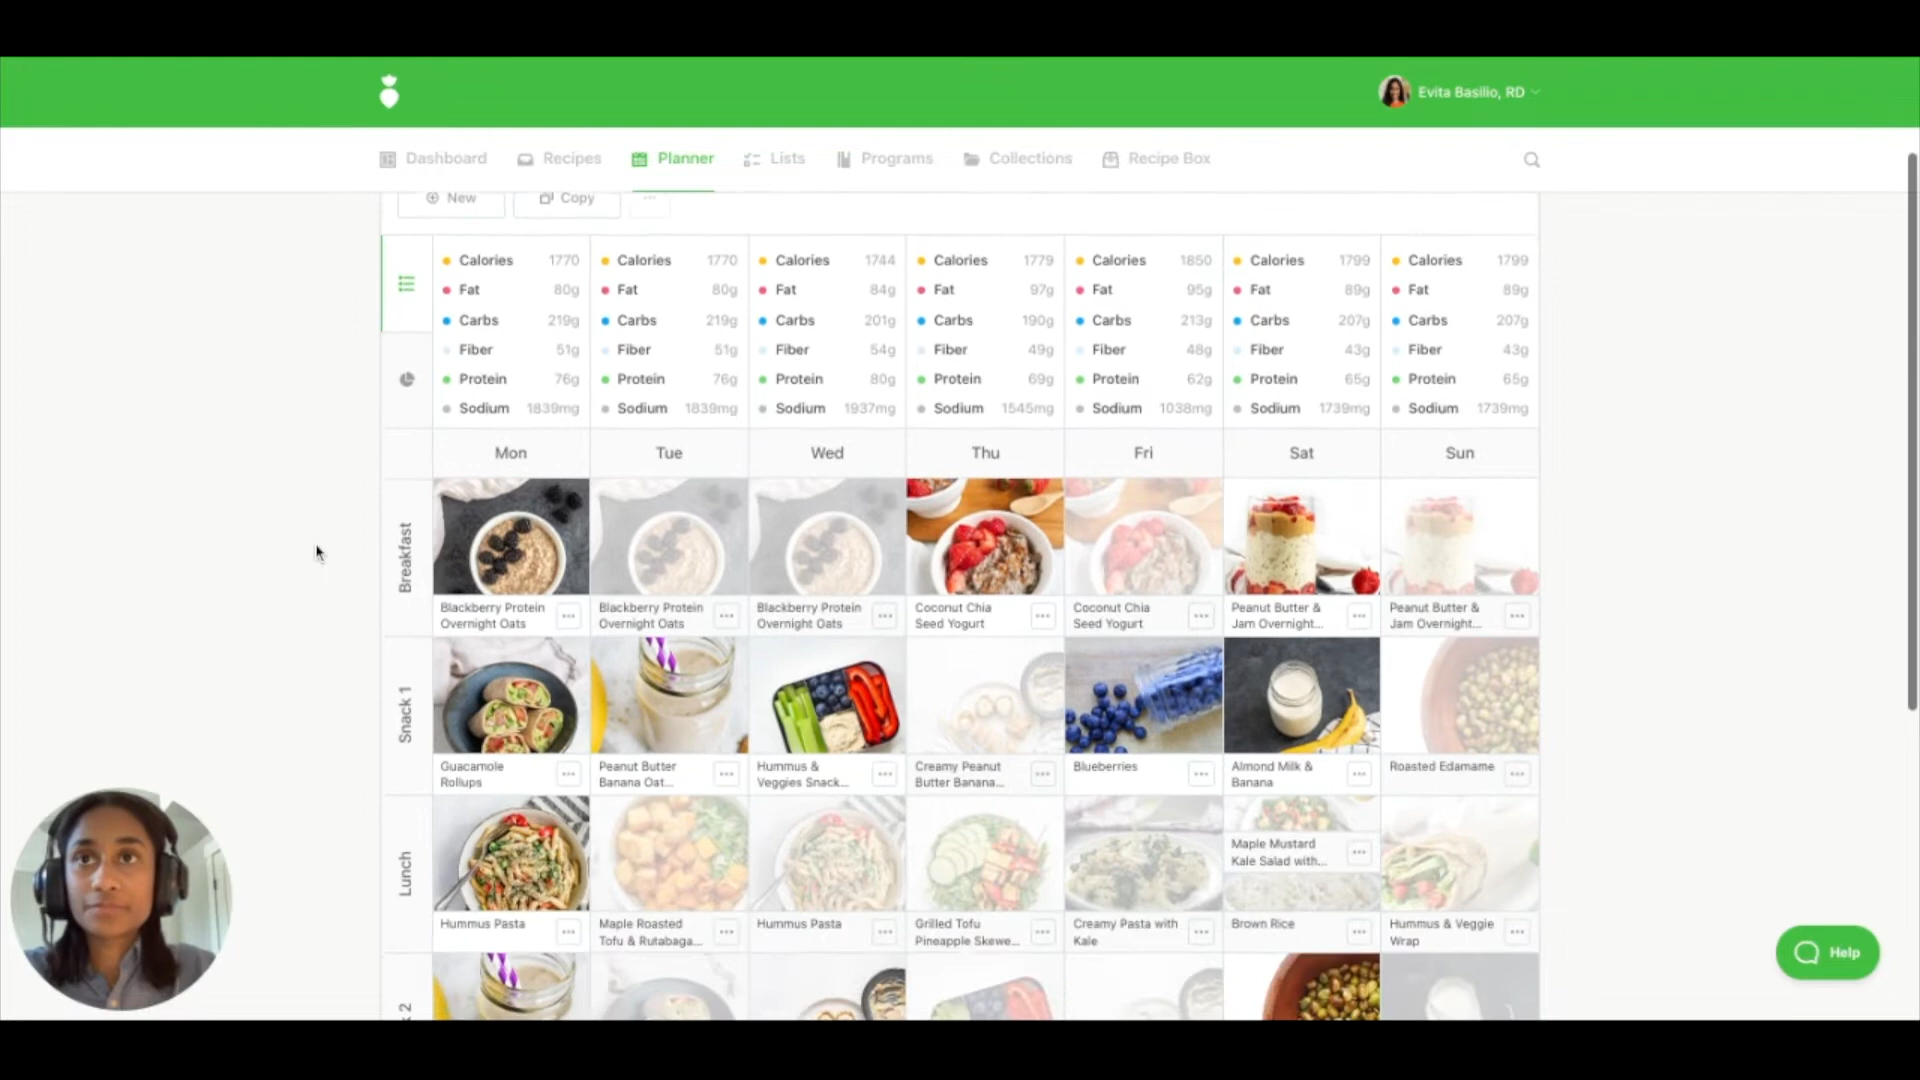 Evita Basilio, RD
Dashboard Recipes Planner Lists Programs Collections Recipe Box
New Copy
Calories 1770 Calories 1770 Calories 1744 Calories 1779 Calories 1850 Calories 1799 Calories 1799
Fat 80g Fat 80g Fat 84g Fat 97g Fat 95g Fat 89g Fat 89g
Carbs 219g Carbs 219g Carbs 201g Carbs 190g Carbs 213g Carbs 207g Carbs 207g
Fiber 51g Fiber 51g Fiber 54g Fiber 49g Fiber 48g Fiber 43g Fiber 43g
Protein 76g Protein 76g Protein 80g Protein 69g Protein 62g Protein 65g Protein 65g
Sodium 1839mg Sodium 1839mg Sodium 1937mg Sodium 1545mg Sodium 1038mg Sodium 1739mg Sodium 1739mg
Mon Tue Wed Thu Fri Sat Sun
Breakfast
Blackberry Protein
Overnight Oats
Blackberry Protein
Overnight Oats
Blackberry Protein
Overnight Oats
Coconut Chia
Seed Yogurt
Coconut Chia
Seed Yogurt
Peanut Butter &
Jam Overnight...
Peanut Butter &
Jam Overnight...
Snack 1
Guacamole
Rollups
Peanut Butter
Banana Oat...
Hummus &
Veggies Snack...
Creamy Peanut
Butter Banana...
Blueberries
Almond Milk &
Banana
Roasted Edamame
Lunch
Hummus Pasta
Maple Roasted
Tofu & Rutabaga...
Hummus Pasta
Grilled Tofu
Pineapple Skewe...
Creamy Pasta with
Kale
Maple Mustard
Kale Salad with...
Brown Rice
Hummus & Veggie
Wrap
2
Help